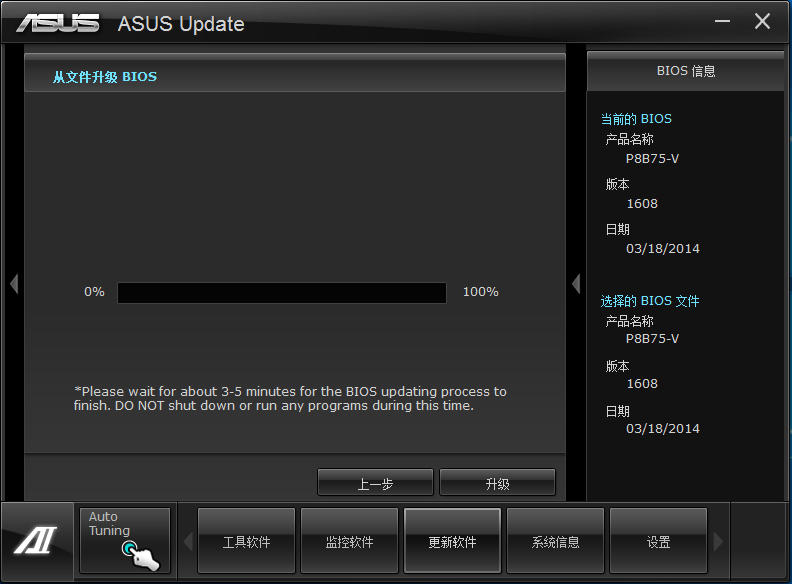 ASUS ASUS Update
从文件升级 BIOS
0% 100%
*Please wait for about 3-5 minutes for the BIOS updating process to
finish. DO NOT shut down or run any programs during this time.
上一步 升级
BIOS 信息
当前的 BIOS
产品名称
P8B75-V
版本
1608
日期
03/18/2014
选择的 BIOS 文件
产品名称
P8B75-V
版本
1608
日期
03/18/2014
AI
Auto
Tuning
工具软件 监控软件 更新软件 系统信息 设置